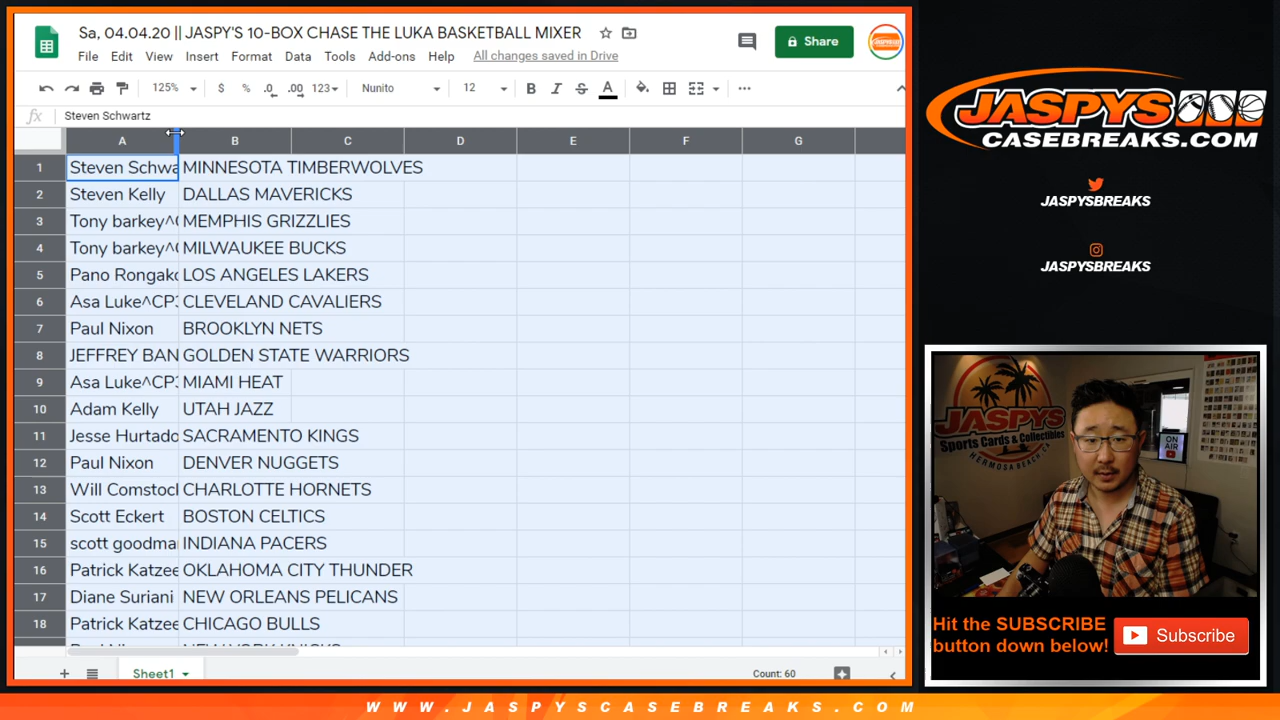 Sa, 04.04.20 || JASPY'S 10-BOX CHASE THE LUKA BASKETBALL MIXER
File Edit View Insert Format Data Tools Add-ons Help All changes saved in Drive
Share
125% $ % .0 .00 123 Nunito 12 B I S A
fx Steven Schwartz
A B C D E F G
1 Steven Schwa MINNESOTA TIMBERWOLVES
2 Steven Kelly DALLAS MAVERICKS
3 Tony barkey^ MEMPHIS GRIZZLIES
4 Tony barkey^ MILWAUKEE BUCKS
5 Pano Rongak LOS ANGELES LAKERS
6 Asa Luke^CP3 CLEVELAND CAVALIERS
7 Paul Nixon BROOKLYN NETS
8 JEFFREY BAN GOLDEN STATE WARRIORS
9 Asa Luke^CP3 MIAMI HEAT
10 Adam Kelly UTAH JAZZ
11 Jesse Hurtado SACRAMENTO KINGS
12 Paul Nixon DENVER NUGGETS
13 Will Comstoc CHARLOTTE HORNETS
14 Scott Eckert BOSTON CELTICS
15 scott goodma INDIANA PACERS
16 Patrick Katzee OKLAHOMA CITY THUNDER
17 Diane Suriani NEW ORLEANS PELICANS
18 Patrick Katzee CHICAGO BULLS
Sheet1
Count: 60
JASPYS
CASEBREAKS.COM
JASPYSBREAKS
JASPYSBREAKS
JASPYS
Sports Cards & Collectibles
HERMOSA BEACH, CA
ON AIR
Hit the SUBSCRIBE
button down below!
Subscribe
WWW.JASPYSCASEBREAKS.COM